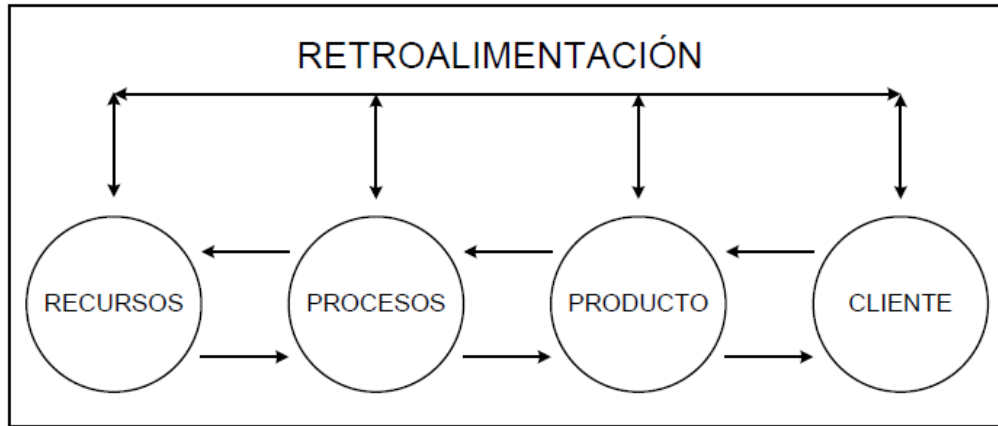 RETROALIMENTACIÓN
RECURSOS
PROCESOS
PRODUCTO
CLIENTE